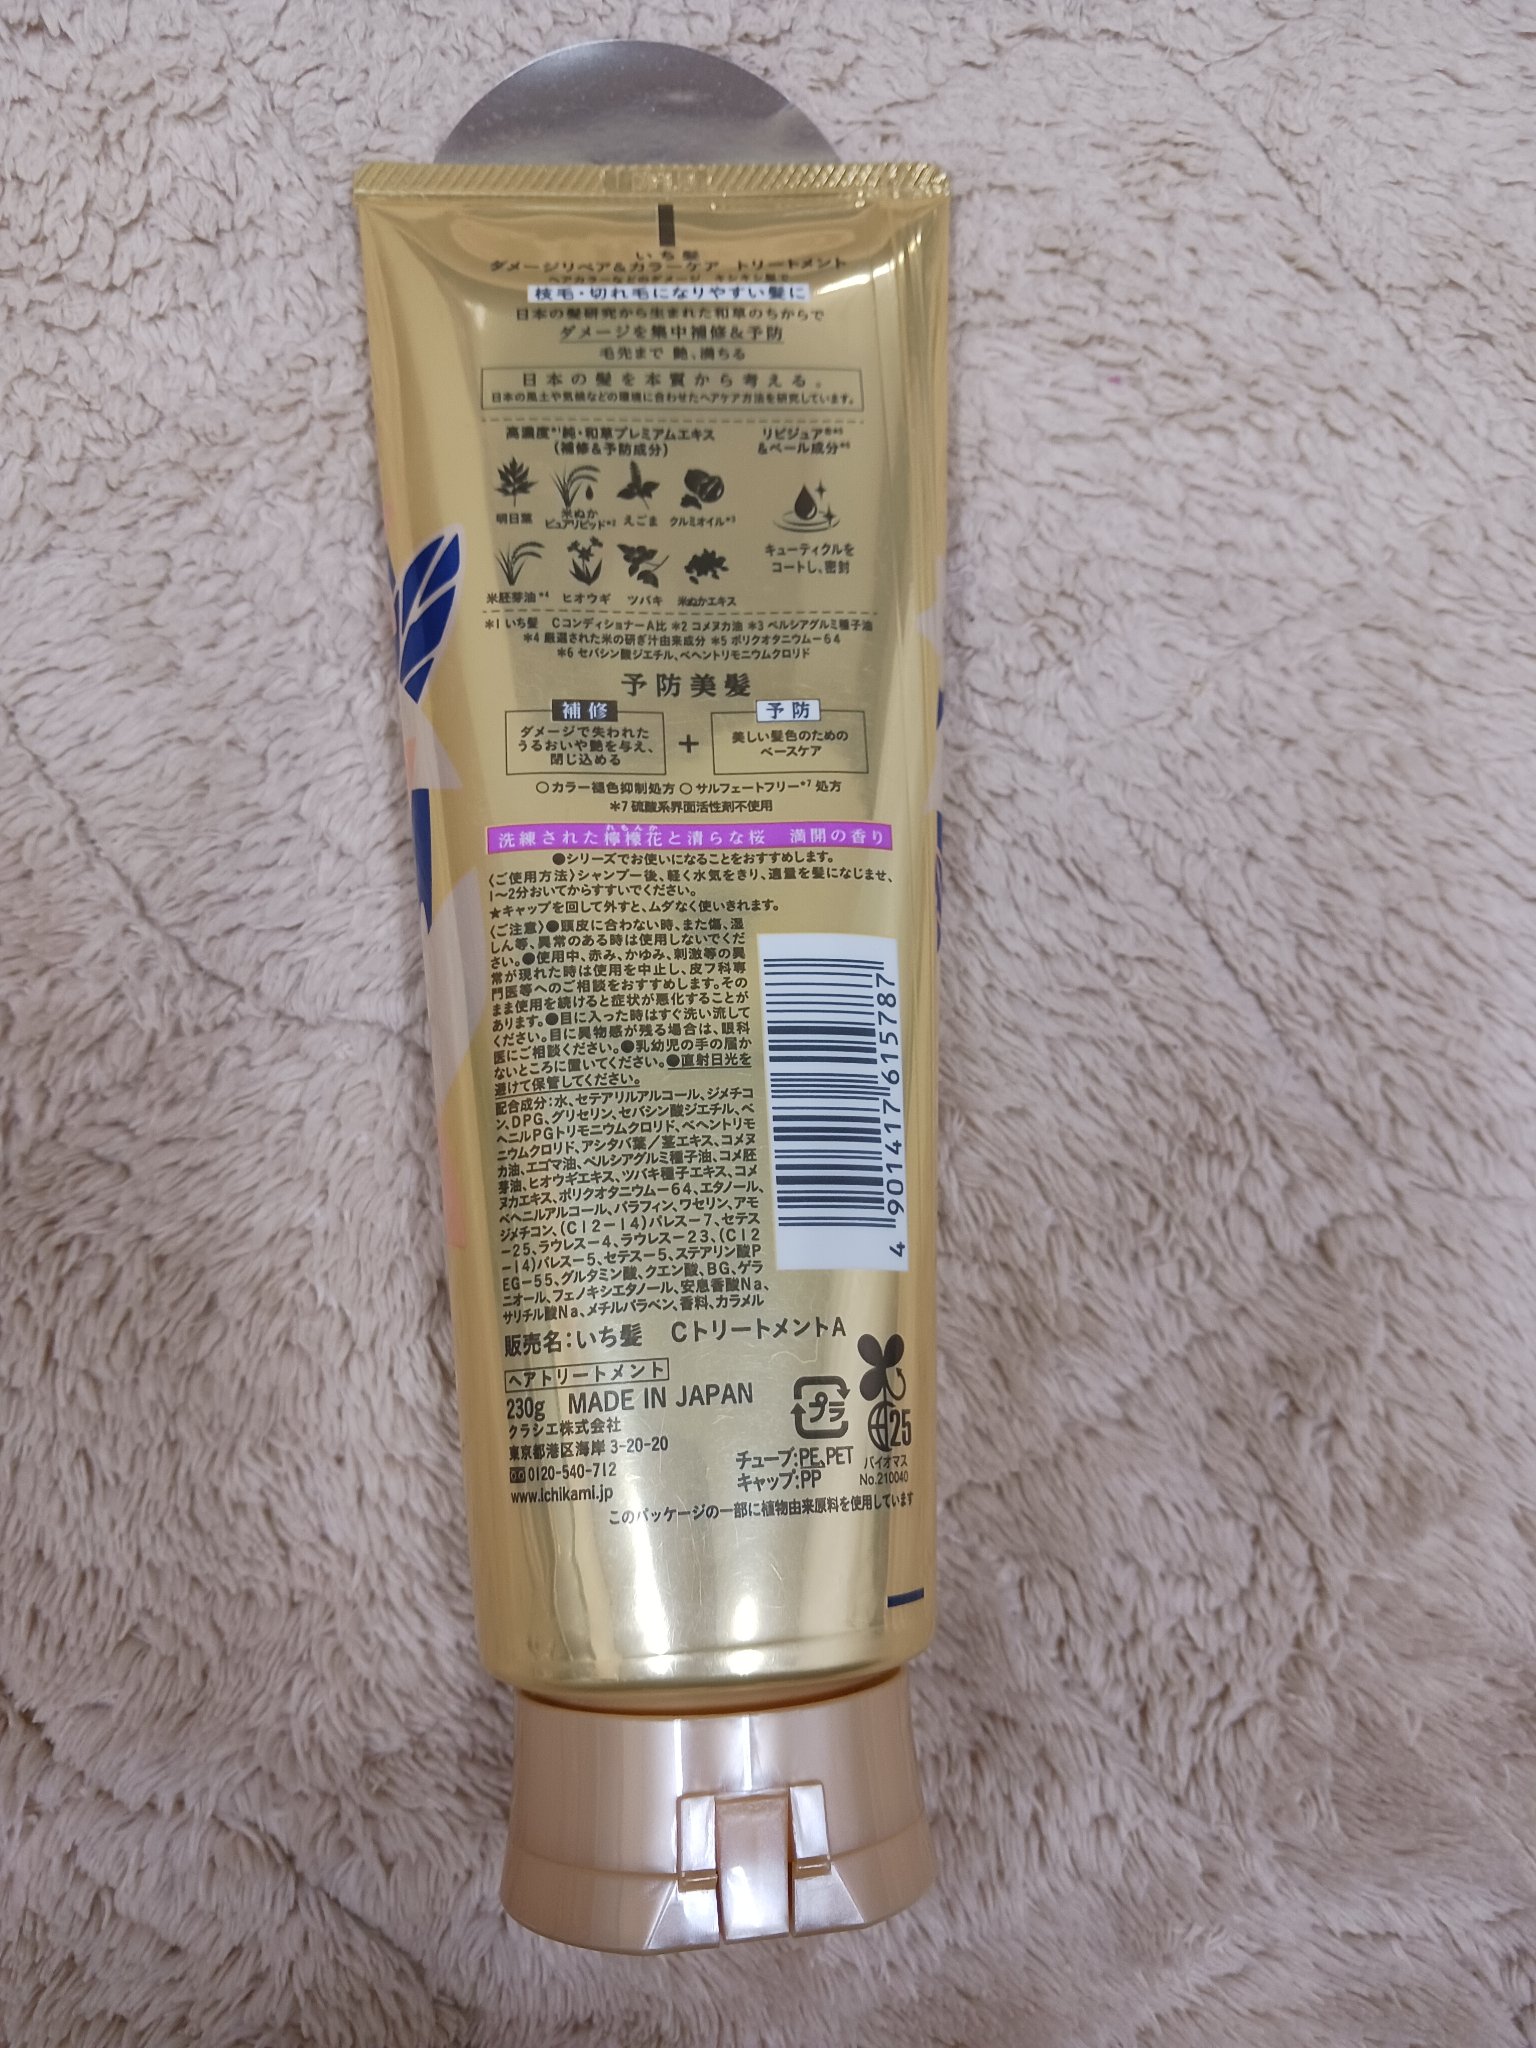 いち髪
ダメージリペア&カラーケア トリートメント
ヘアカラーなどのダメージ キシキシ髪で
枝毛・切れ毛になりやすい髪に
日本の髪研究から生まれた和草のちからで
ダメージを集中補修&予防
毛先まで 艶、満ちる
日本の髪を本質から考える。
日本の風土や気候などの環境に合わせたヘアケア方法を研究しています。
高濃度*1純・和草プレミアムエキス
(補修&予防成分)
リピジュア®*5
&ベール成分*6
明日葉
米ぬか
ピュアリピッド*2
えごま
クルミオイル*3
米胚芽油*4
ヒオウギ
ツバキ
米ぬかエキス
キューティクルを
コートし、密封
*1 いち髪 Cコンディショナー A比 *2 コメヌカ油 *3 ペルシアグルミ種子油
*4 厳選された米の研ぎ汁由来成分 *5 ポリクオタニウム-64
*6 セバシン酸ジエチル、ベヘントリモニウムクロリド
予防美髪
補修
ダメージで失われた
うるおいや艶を与え、
閉じ込める
+
予防
美しい髪色のための
ベースケア
○カラー褪色抑制処方 ○サルフェートフリー*7 処方
*7 硫酸系界面活性剤不使用
洗練された檸檬花と清らな桜 満開の香り
れもんか
●シリーズでお使いになることをおすすめします。
〈ご使用方法〉シャンプー後、軽く水気をきり、適量を髪になじませ、
1〜2分おいてからすすいでください。
★キャップを回して外すと、ムダなく使いきれます。
〈ご注意〉●頭皮に合わない時、また傷、湿
しん等、異常のある時は使用しないでくだ
さい。●使用中、赤み、かゆみ、刺激等の異
常が現れた時は使用を中止し、皮フ科専
門医等へのご相談をおすすめします。その
まま使用を続けると症状が悪化することが
あります。●目に入った時はすぐ洗い流して
ください。目に異物感が残る場合は、眼科
医にご相談ください。●乳幼児の手の届か
ないところに置いてください。●直射日光を
避けて保管してください。
配合成分:水、セテアリルアルコール、ジメチコ
ン、DPG、グリセリン、セバシン酸ジエチル、ベ
ヘニルPGトリモニウムクロリド、ベヘントリモ
ニウムクロリド、アシタバ葉/茎エキス、コメヌ
カ油、エゴマ油、ペルシアグルミ種子油、コメ胚
芽油、ヒオウギエキス、ツバキ種子エキス、コメ
ヌカエキス、ポリクオタニウム-64、エタノール、
ベヘニルアルコール、パラフィン、ワセリン、アモ
ジメチコン、(C12-14)パレス-7、セテス
-25、ラウレス-4、ラウレス-23、(C12
-14)パレス-5、セテス-5、ステアリン酸P
EG-55、グルタミン酸、クエン酸、BG、ゲラ
ニオール、フェノキシエタノール、安息香酸Na、
サリチル酸Na、メチルパラベン、香料、カラメル
4 901417 615787
販売名:いち髪 CトリートメントA
ヘアトリートメント
230g MADE IN JAPAN
クラシエ株式会社
東京都港区海岸 3-20-20
0120-540-712
www.ichikami.jp
プラ
チューブ:PE、PET
キャップ:PP
25
バイオマス
No.210040
このパッケージの一部に植物由来原料を使用しています